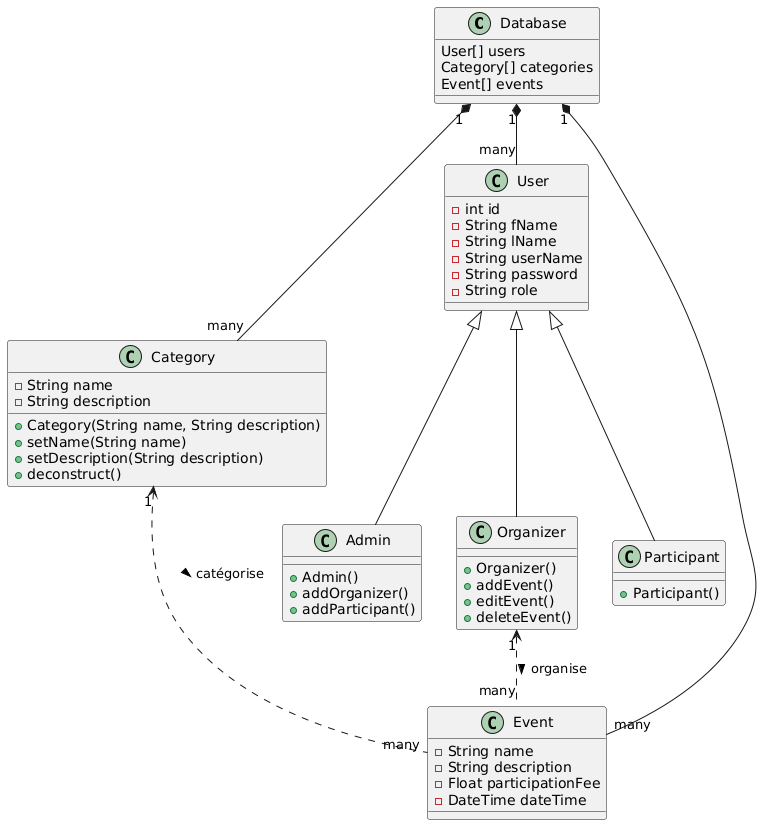 C Database
User[] users
Category[] categories
Event[] events
1
1
1
many
C User
int id
String fName
String lName
String userName
String password
String role
many
C Category
String name
String description
Category(String name, String description)
setName(String name)
setDescription(String description)
deconstruct()
1
catégorise
C Admin
Admin()
addOrganizer()
addParticipant()
C Organizer
Organizer()
addEvent()
editEvent()
deleteEvent()
C Participant
Participant()
1
organise
many
many
many
C Event
String name
String description
Float participationFee
DateTime dateTime